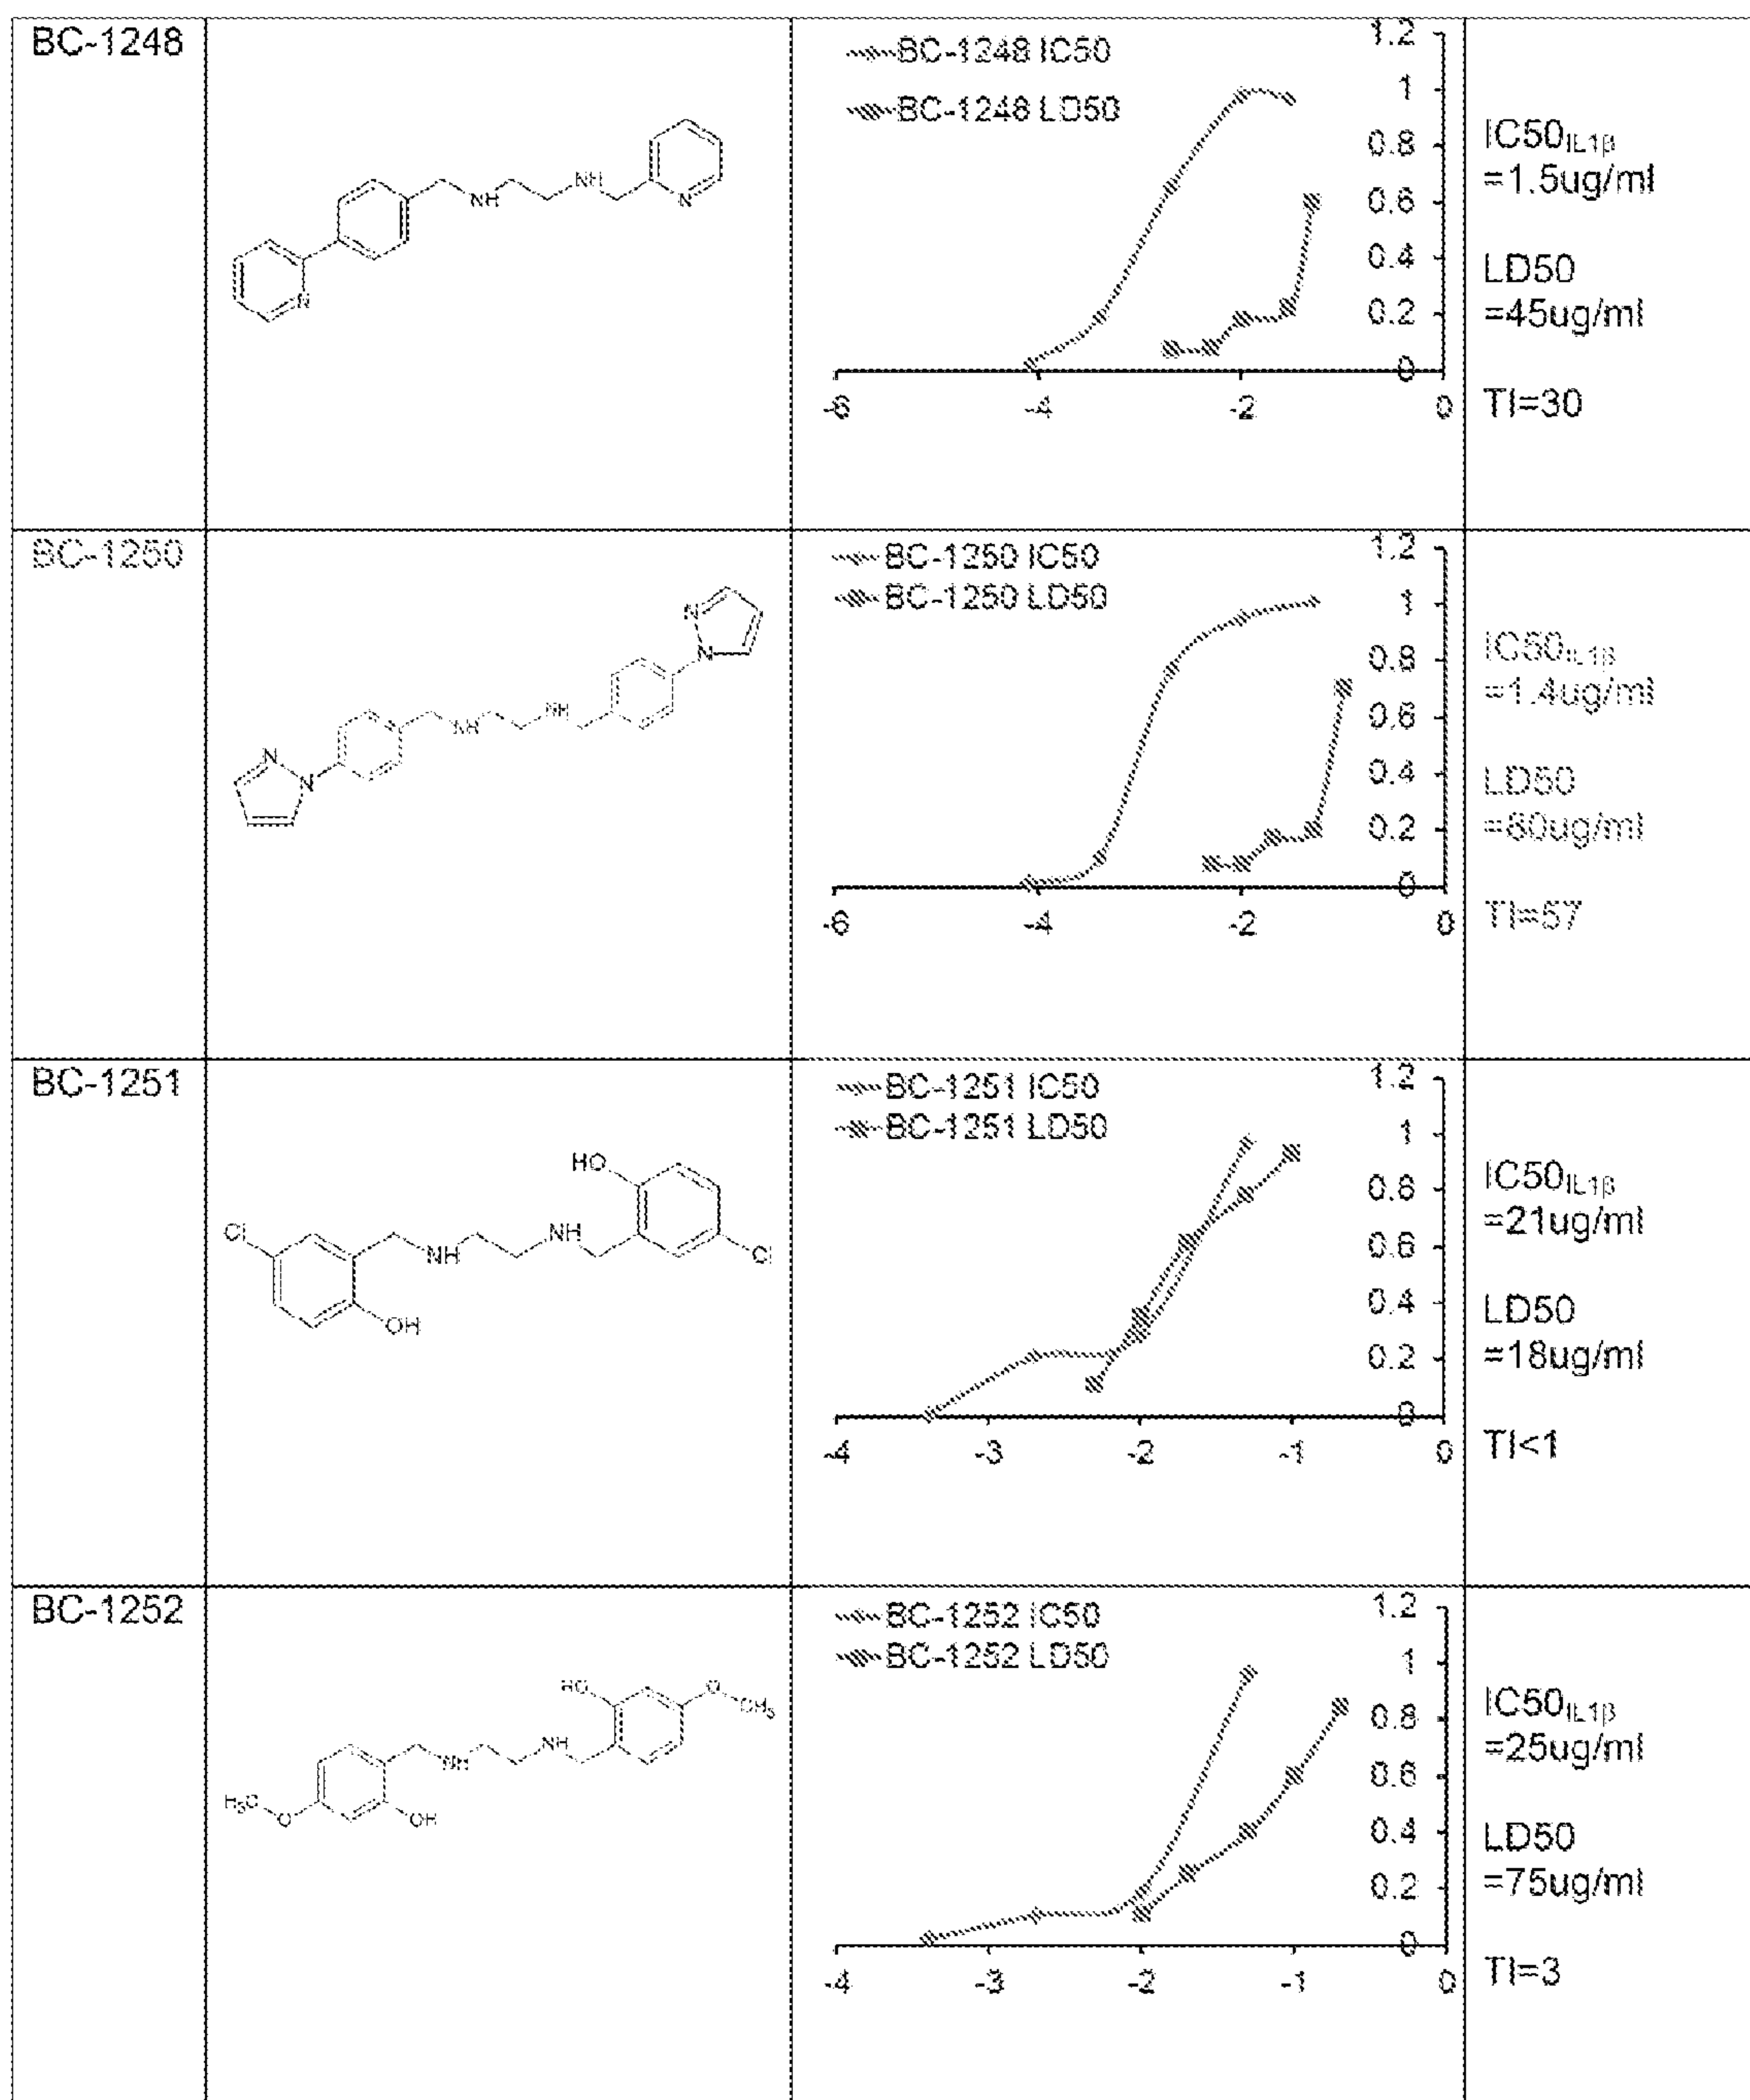 BC-1248
NH
NH
N
N
BC-1248 IC50
BC-1248 LD50
1.2
1
0.8
0.6
0.4
0.2
0
-6
-4
-2
0
IC50IL1β
=1.5ug/ml
LD50
=45ug/ml
TI=30
BC-1250
N
N
NH
NH
N
N
BC-1250 IC50
BC-1250 LD50
1.2
1
0.8
0.6
0.4
0.2
0
-6
-4
-2
0
IC50IL1β
=1.4ug/ml
LD50
=80ug/ml
TI=57
BC-1251
HO
Cl
NH
NH
Cl
OH
BC-1251 IC50
BC-1251 LD50
1.2
1
0.8
0.6
0.4
0.2
0
-4
-3
-2
-1
0
IC50IL1β
=21ug/ml
LD50
=18ug/ml
TI<1
BC-1252
HO
O
CH3
NH
NH
H3C
O
OH
BC-1252 IC50
BC-1252 LD50
1.2
1
0.8
0.6
0.4
0.2
0
-4
-3
-2
-1
0
IC50IL1β
=25ug/ml
LD50
=75ug/ml
TI=3